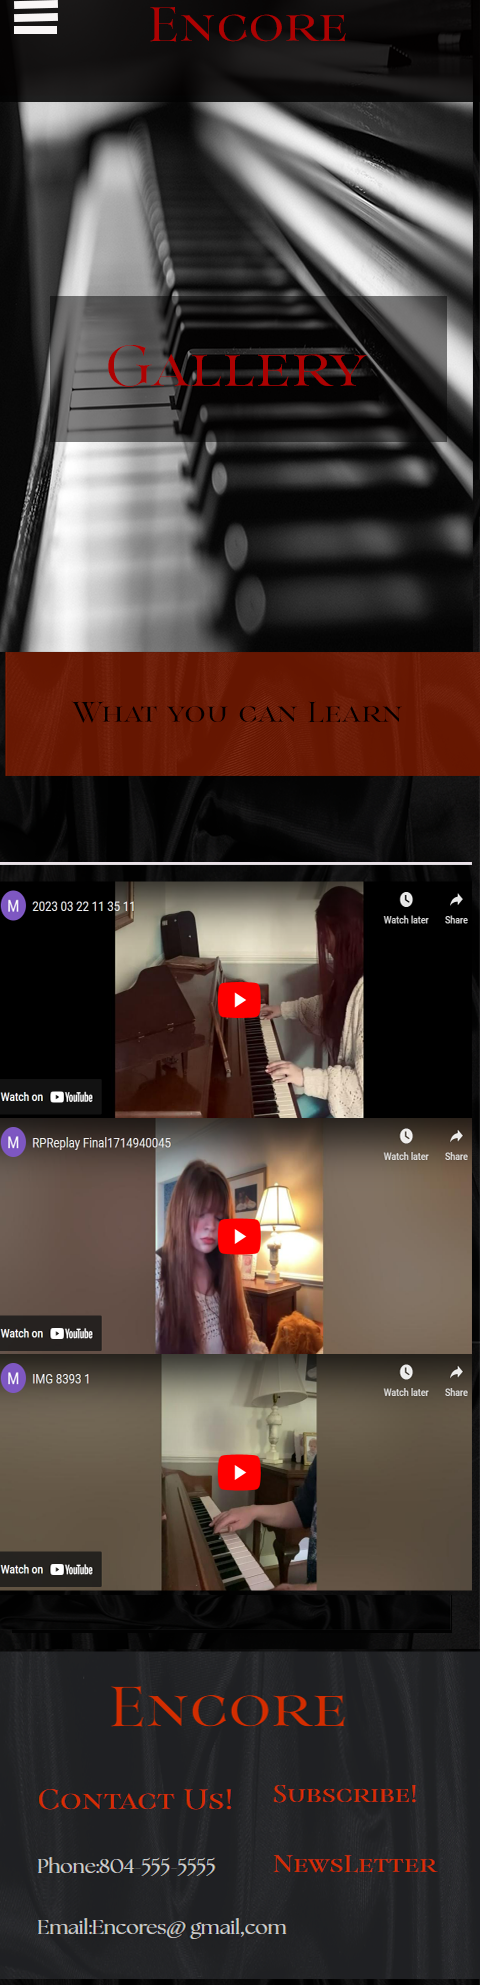 Encore
Gallery
What you can Learn
M 2023 03 22 11 35 11 Watch later Share
Watch on YouTube
M RPReplay Final1714940045 Watch later Share
Watch on YouTube
M IMG 8393 1 Watch later Share
Watch on YouTube
Encore
Contact Us! Subscribe!
Phone:804-555-5555 NewsLetter
Email:Encores@ gmail,com